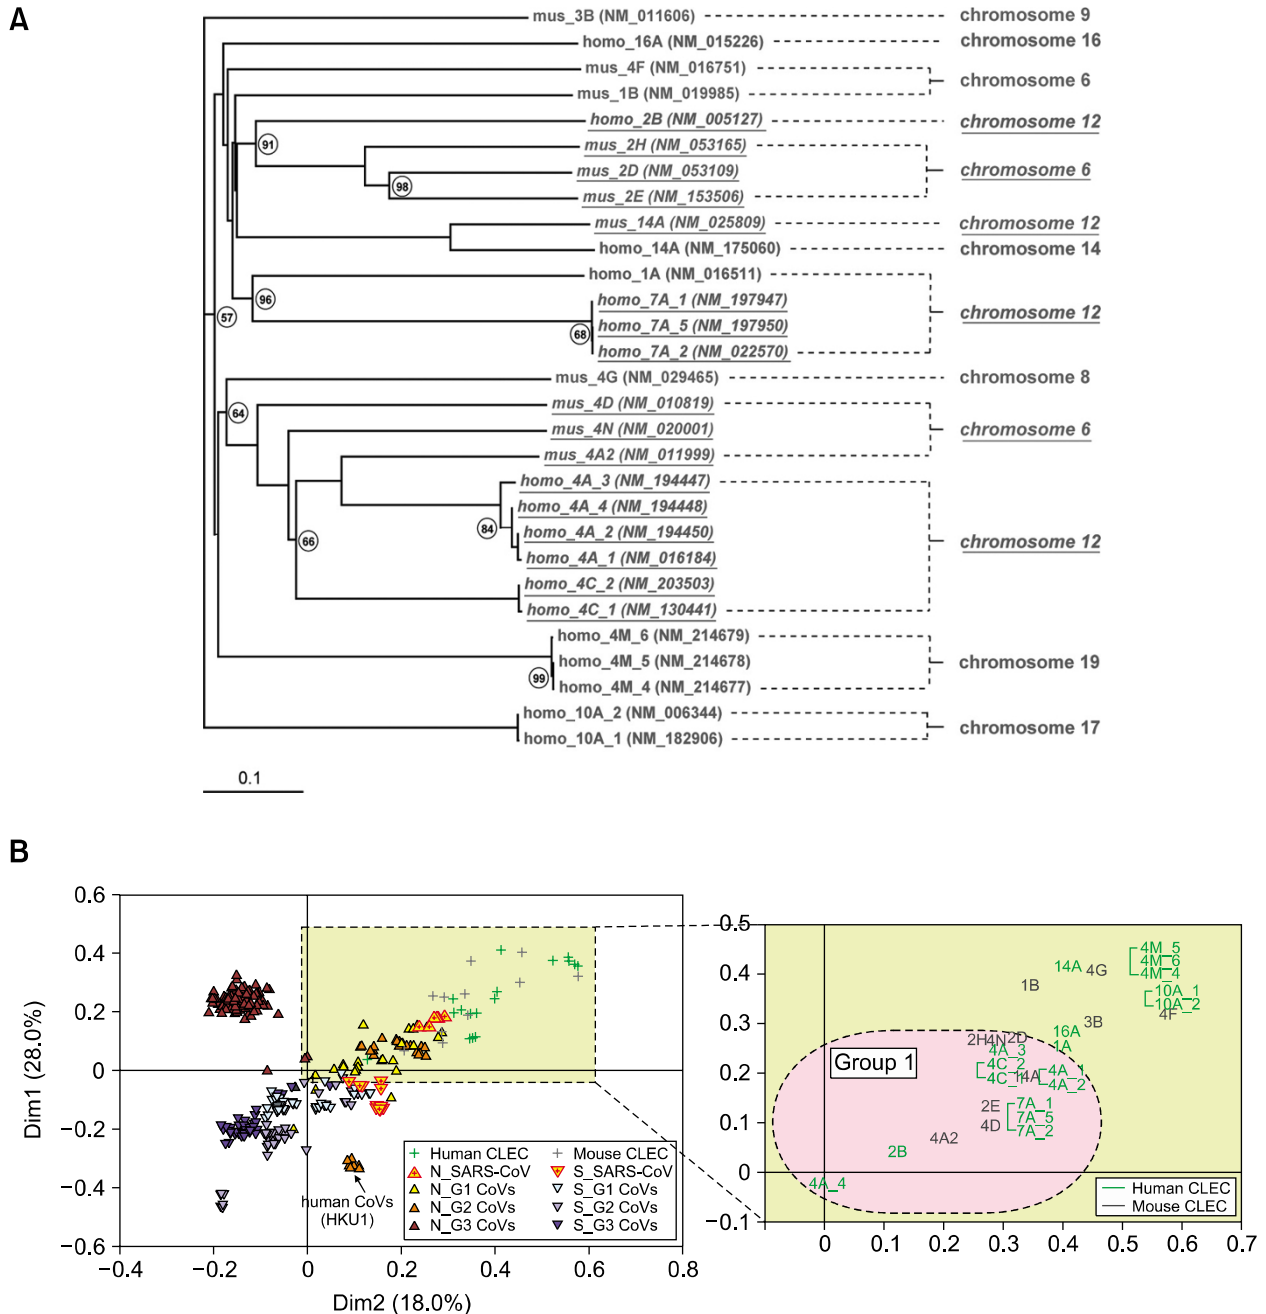 A
mus_3B (NM_011606) chromosome 9
homo_16A (NM_015226) chromosome 16
mus_4F (NM_016751)
chromosome 6
mus_1B (NM_019985)
homo_2B (NM_005127) chromosome 12
91
mus_2H (NM_053165)
mus_2D (NM_053109) chromosome 6
98
mus_2E (NM_153506)
mus_14A (NM_025809) chromosome 12
homo_14A (NM_175060) chromosome 14
homo_1A (NM_016511)
96
homo_7A_1 (NM_197947)
chromosome 12
57
homo_7A_5 (NM_197950)
68
homo_7A_2 (NM_022570)
mus_4G (NM_029465) chromosome 8
mus_4D (NM_010819)
64
mus_4N (NM_020001) chromosome 6
mus_4A2 (NM_011999)
homo_4A_3 (NM_194447)
homo_4A_4 (NM_194448)
84
homo_4A_2 (NM_194450)
66
chromosome 12
homo_4A_1 (NM_016184)
homo_4C_2 (NM_203503)
homo_4C_1 (NM_130441)
homo_4M_6 (NM_214679)
homo_4M_5 (NM_214678) chromosome 19
99
homo_4M_4 (NM_214677)
homo_10A_2 (NM_006344)
chromosome 17
homo_10A_1 (NM_182906)
0.1
B
0.6
0.4
0.2
0
−0.2
−0.4
−0.6
Dim1 (28.0%)
−0.4 −0.2 0 0.2 0.4 0.6 0.8
Dim2 (18.0%)
human CoVs
(HKU1)
Human CLEC Mouse CLEC
N_SARS-CoV S_SARS-CoV
N_G1 CoVs S_G1 CoVs
N_G2 CoVs S_G2 CoVs
N_G3 CoVs S_G3 CoVs
0.5
0.4
0.3
0.2
0.1
0
−0.1
0 0.1 0.2 0.3 0.4 0.5 0.6 0.7
4M_5
4M_6
4M_4
14A
4G
1B
10A_1
10A_2
4F
3B
16A
1A
2H
4N
2D
4A_3
Group 1
4C_2
4C_1
14A
4A_1
4A_2
2E
4D
7A_1
7A_5
7A_2
4A2
2B
4A_4
Human CLEC
Mouse CLEC